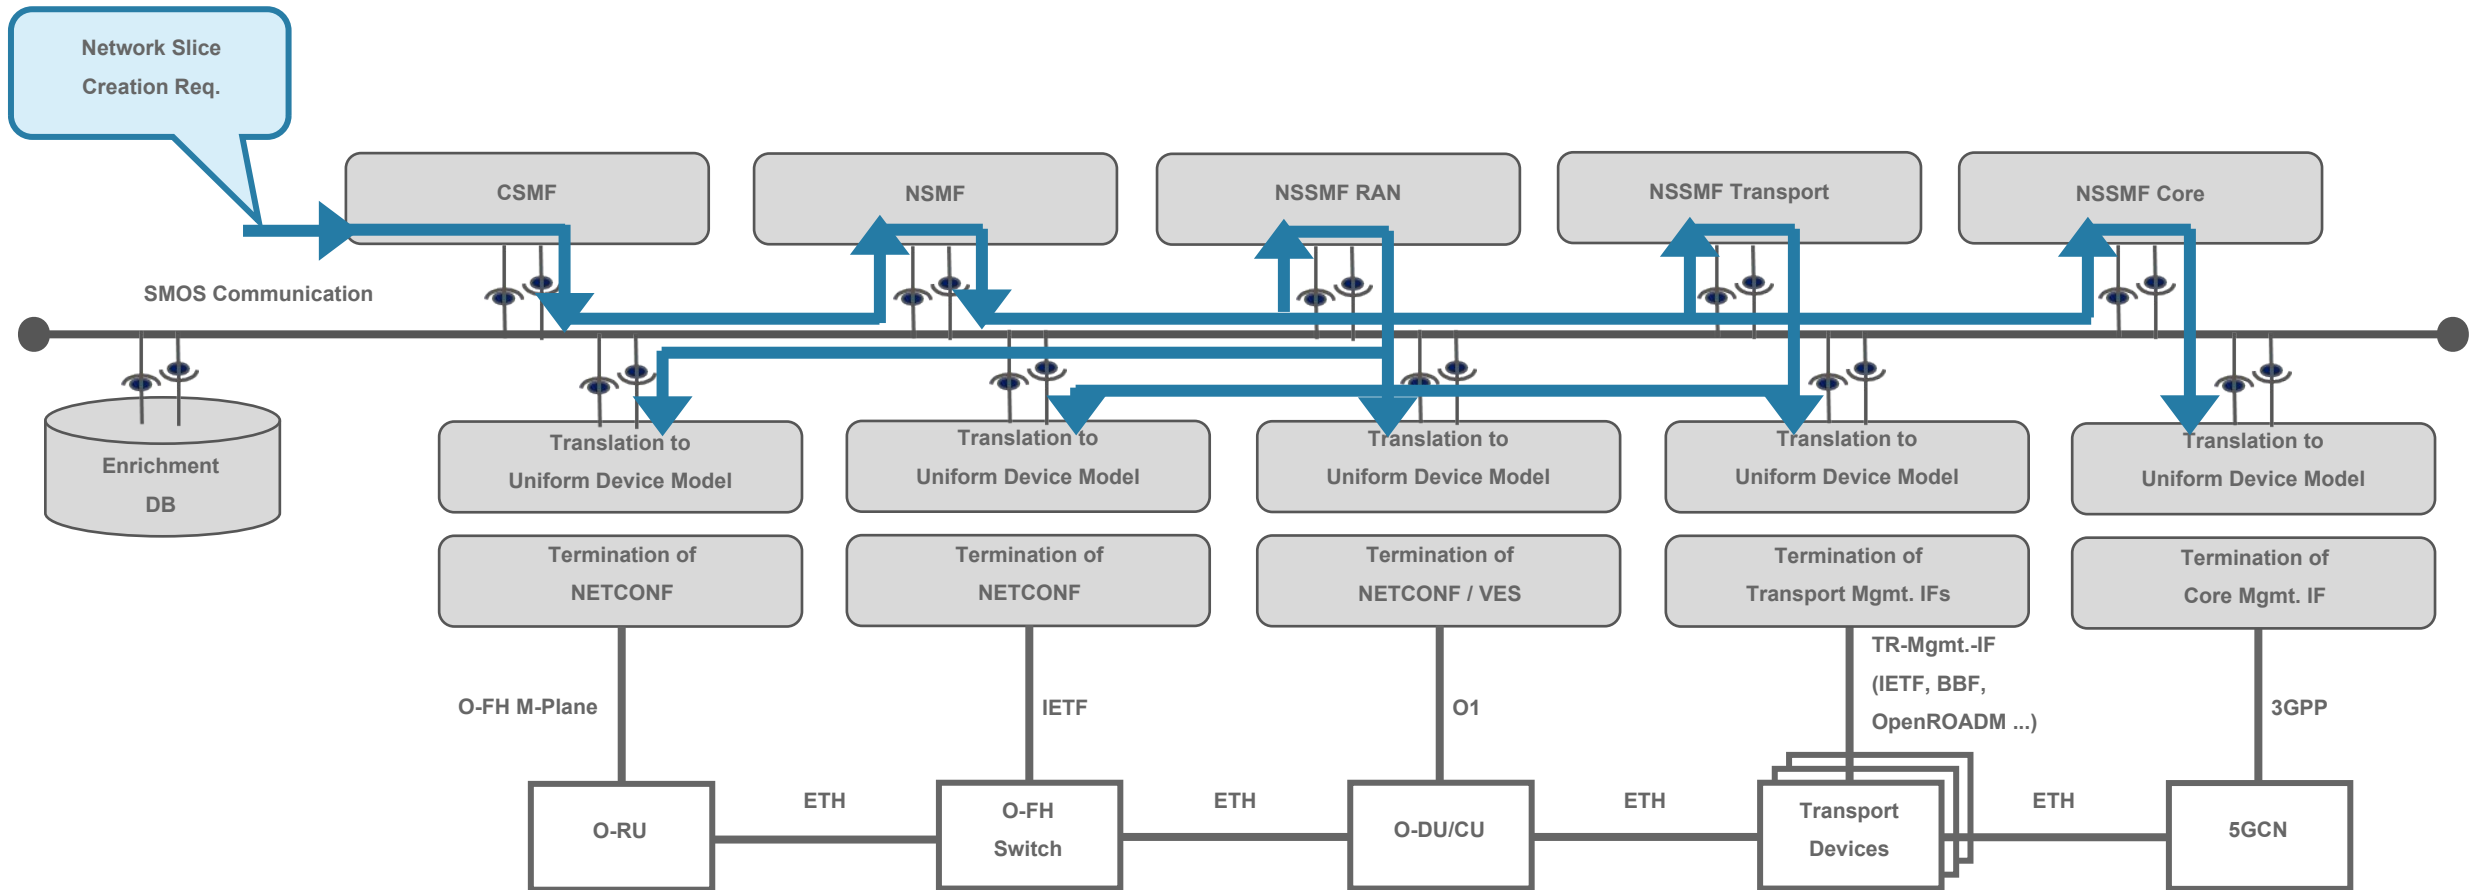 Network Slice
Creation Req.
CSMF
NSMF
NSSMF RAN
NSSMF Transport
NSSMF Core
SMOS Communication
Enrichment
DB
Translation to
Uniform Device Model
Translation to
Uniform Device Model
Translation to
Uniform Device Model
Translation to
Uniform Device Model
Translation to
Uniform Device Model
Termination of
NETCONF
Termination of
NETCONF
Termination of
NETCONF / VES
Termination of
Transport Mgmt. IFs
Termination of
Core Mgmt. IF
O-FH M-Plane
IETF
O1
TR-Mgmt.-IF
(IETF, BBF,
OpenROADM ...)
3GPP
O-RU
ETH
O-FH
Switch
ETH
O-DU/CU
ETH
Transport
Devices
ETH
5GCN